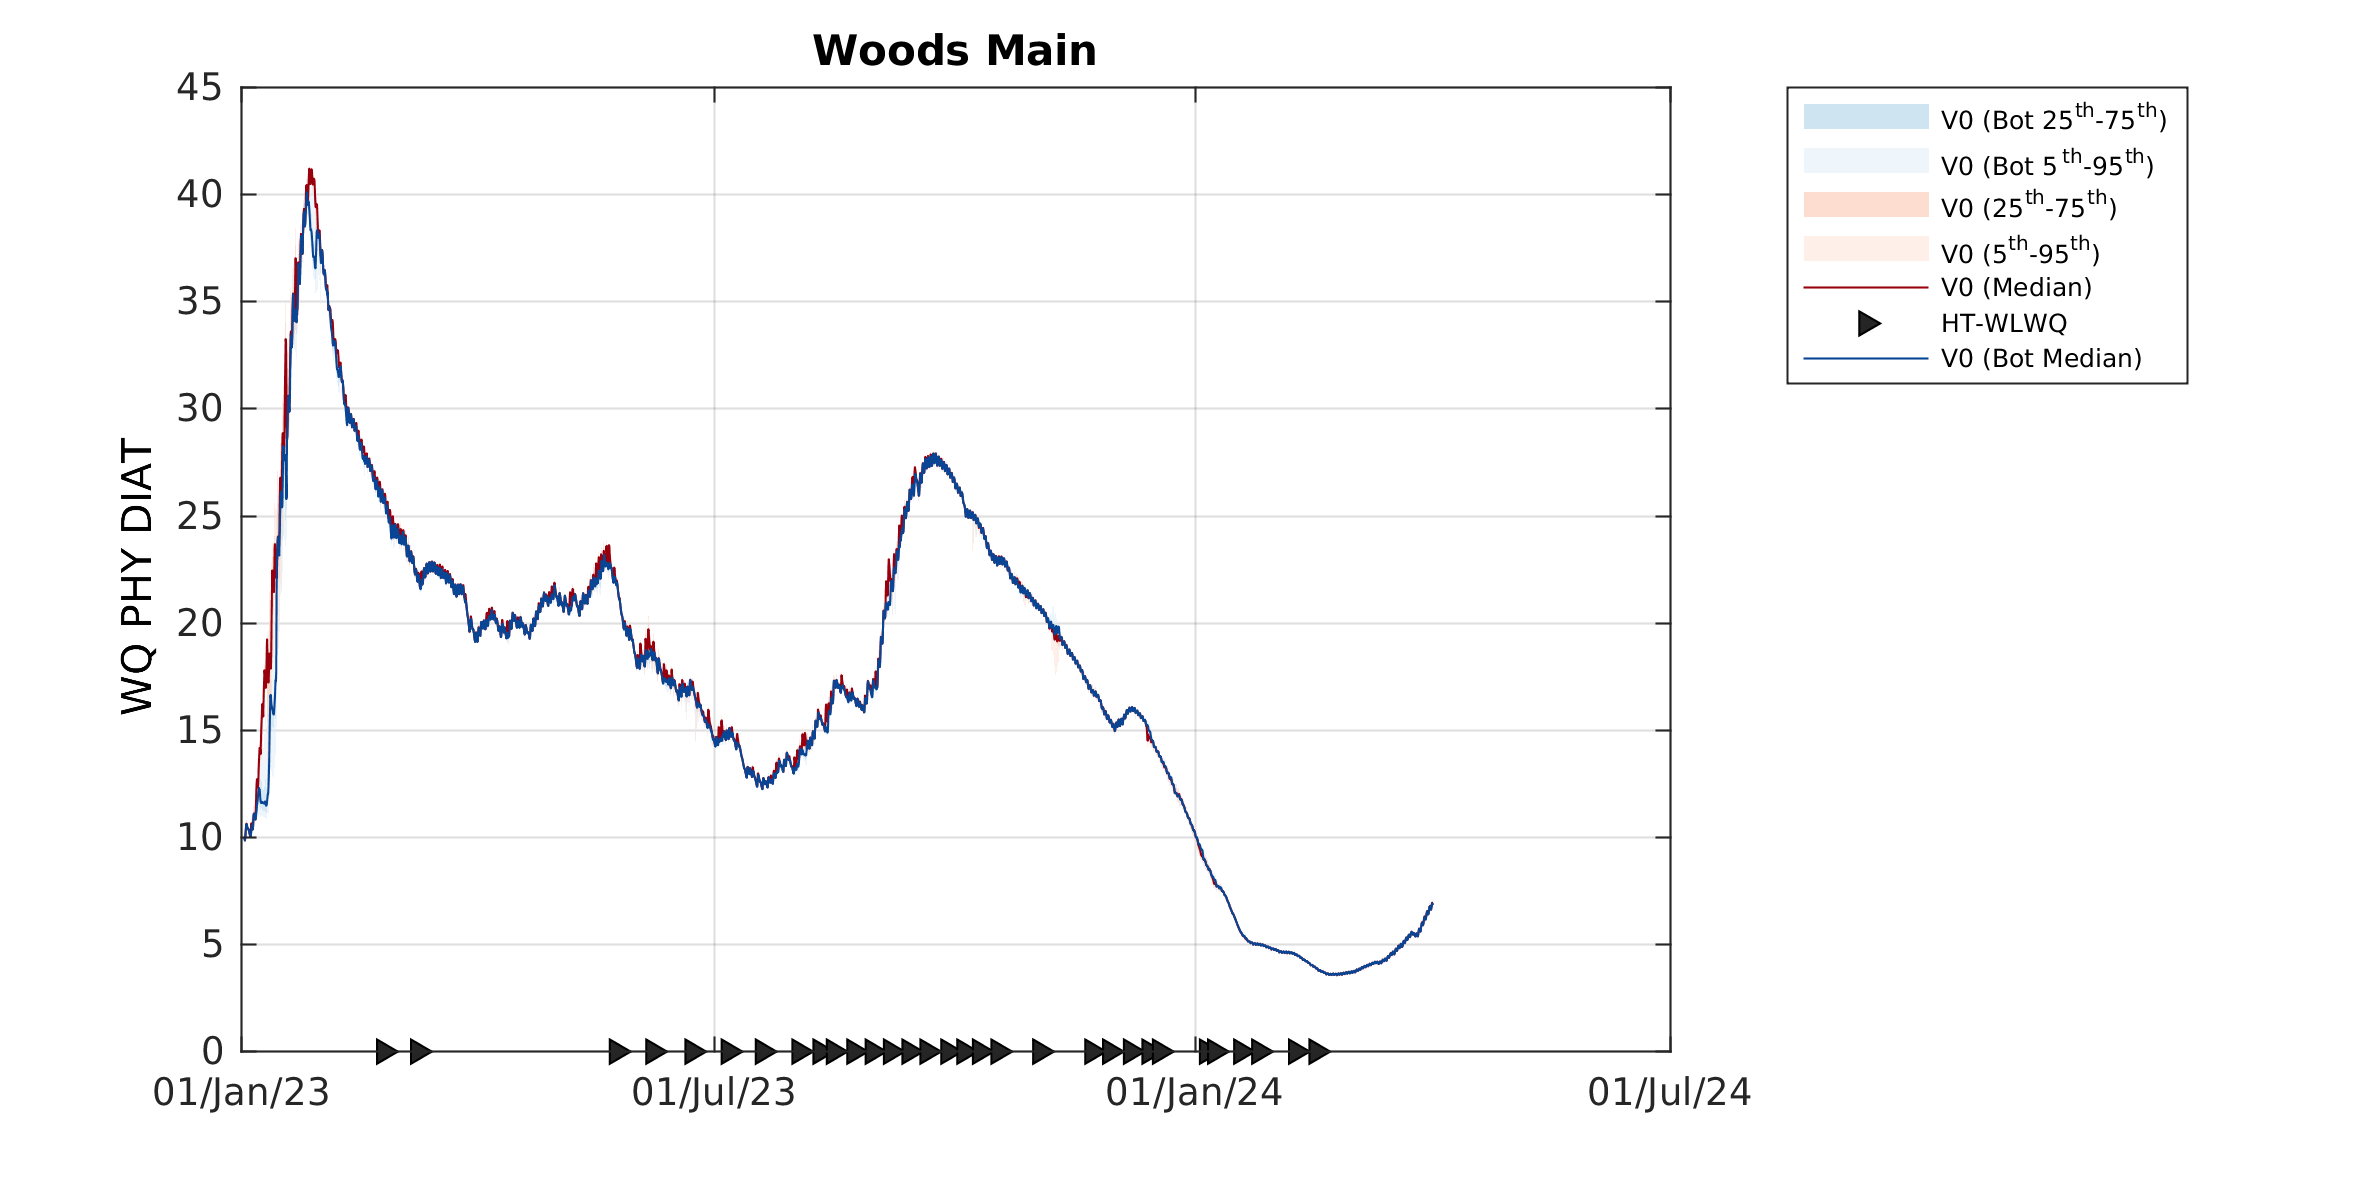 Woods Main
WQ PHY DIAT
45
40
35
30
25
20
15
10
5
0
01/Jan/23
01/Jul/23
01/Jan/24
01/Jul/24
V0 (Bot 25th-75th)
V0 (Bot 5th-95th)
V0 (25th-75th)
V0 (5th-95th)
V0 (Median)
HT-WLWQ
V0 (Bot Median)